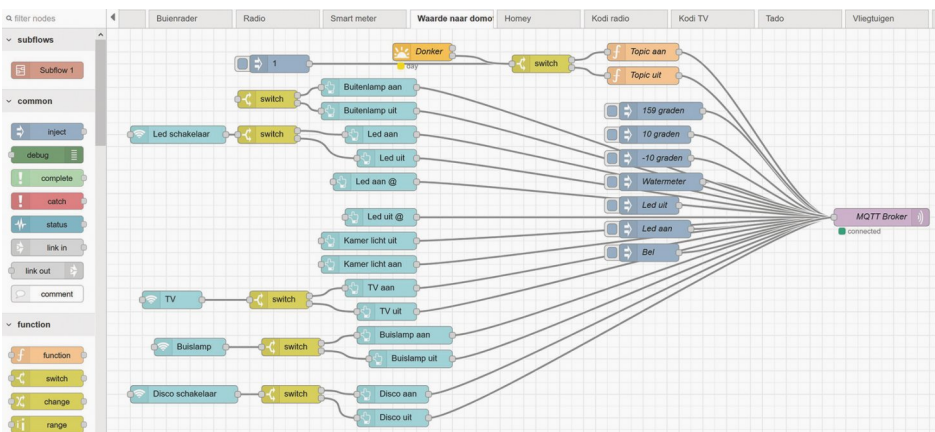 filter nodes
Buienrader
Radio
Smart meter
Waarde naar domo
Homey
Kodi radio
Kodi TV
Tado
Vliegtuigen
subflows
Subflow 1
common
inject
debug
complete
catch
status
link in
link out
comment
function
function
switch
change
range
1
Donker
day
switch
Topic aan
Topic uit
switch
Buitenlamp aan
Buitenlamp uit
Led schakelaar
switch
Led aan
Led uit
Led aan @
Led uit @
Kamer licht uit
Kamer licht aan
TV
switch
TV aan
TV uit
Buislamp
switch
Buislamp aan
Buislamp uit
Disco schakelaar
switch
Disco aan
Disco uit
159 graden
10 graden
-10 graden
Watermeter
Led uit
Led aan
Bel
MQTT Broker
connected